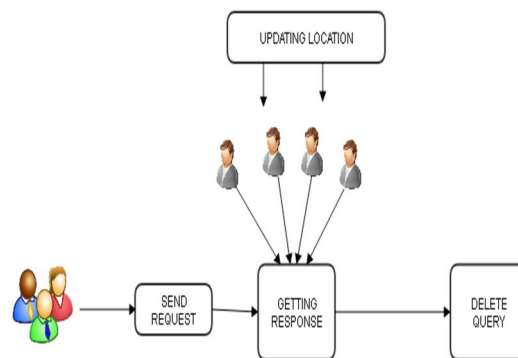 UPDATING LOCATION
SEND
REQUEST
GETTING
RESPONSE
DELETE
QUERY